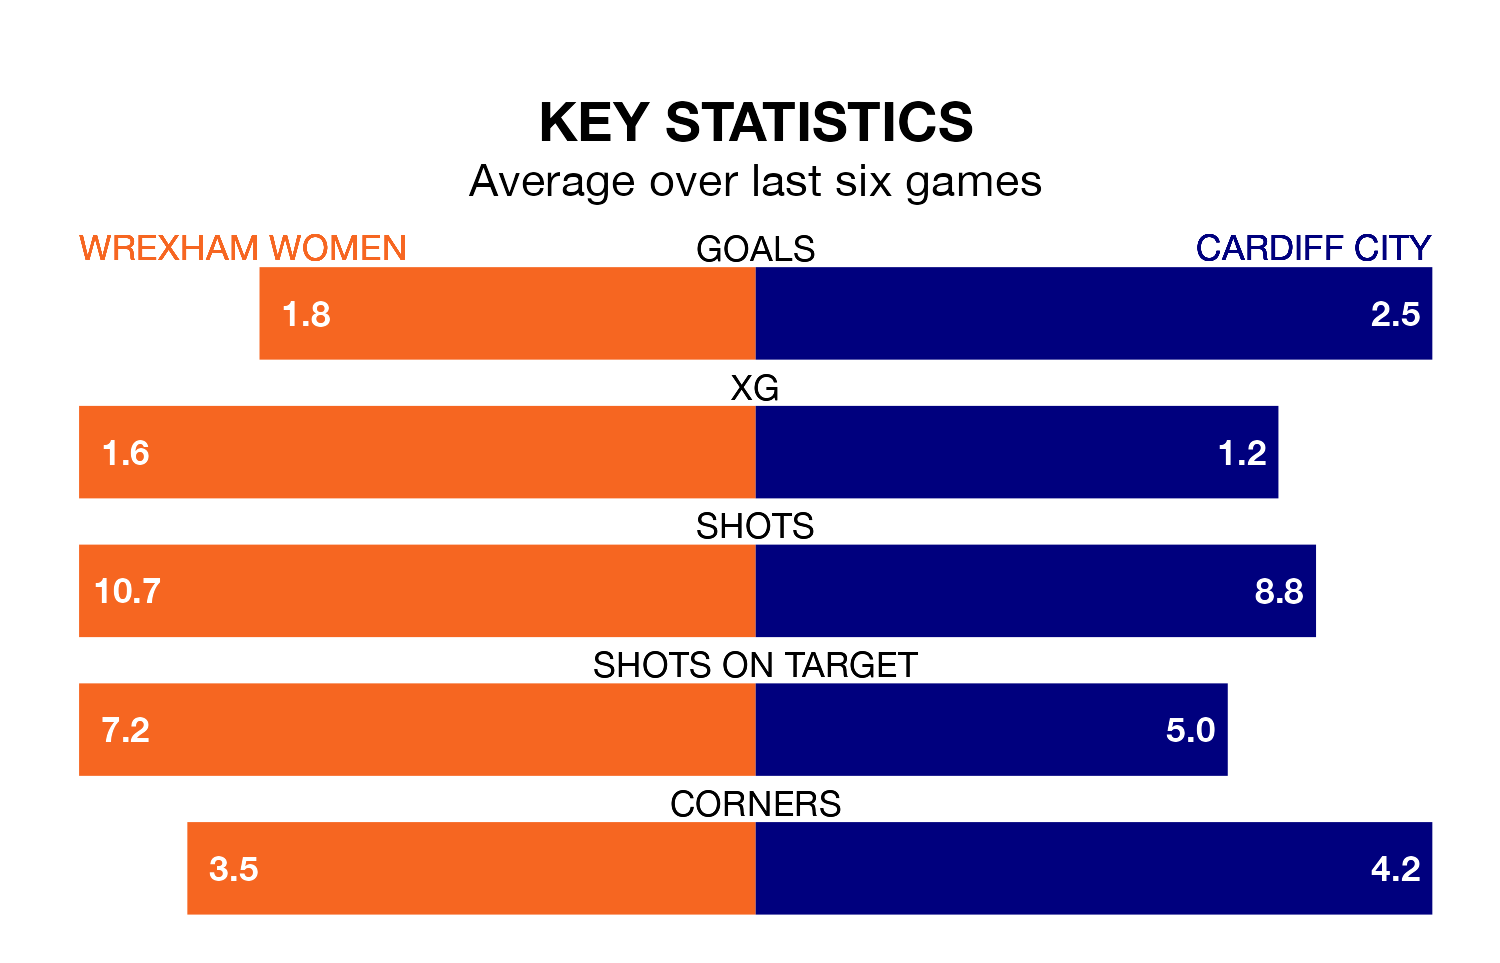 KEY STATISTICS
Average over last six games
WREXHAM WOMEN GOALS CARDIFF CITY
1.8 2.5
XG
1.6 1.2
SHOTS
10.7 8.8
SHOTS ON TARGET
7.2 5.0
CORNERS
3.5 4.2